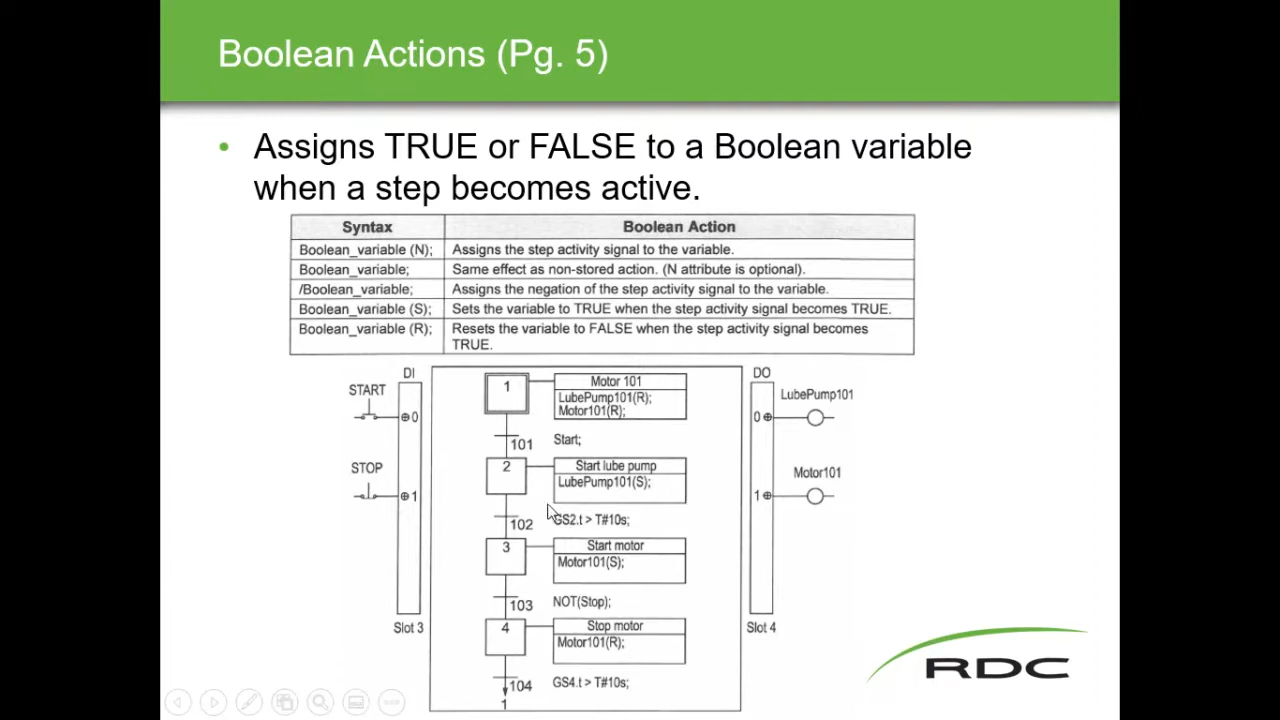 Boolean Actions (Pg. 5)
• Assigns TRUE or FALSE to a Boolean variable
when a step becomes active.
Syntax Boolean Action
Boolean_variable (N); Assigns the step activity signal to the variable.
Boolean_variable; Same effect as non-stored action. (N attribute is optional).
/Boolean_variable; Assigns the negation of the step activity signal to the variable.
Boolean_variable (S); Sets the variable to TRUE when the step activity signal becomes TRUE.
Boolean_variable (R); Resets the variable to FALSE when the step activity signal becomes
TRUE.
DI
START
0
STOP
1
Slot 3
1
Motor 101
LubePump101(R);
Motor101(R);
101 Start;
2
Start lube pump
LubePump101(S);
102 GS2.t > T#10s;
3
Start motor
Motor101(S);
103 NOT(Stop);
4
Stop motor
Motor101(R);
104 GS4.t > T#10s;
1
DO
LubePump101
0
Motor101
1
Slot 4
RDC